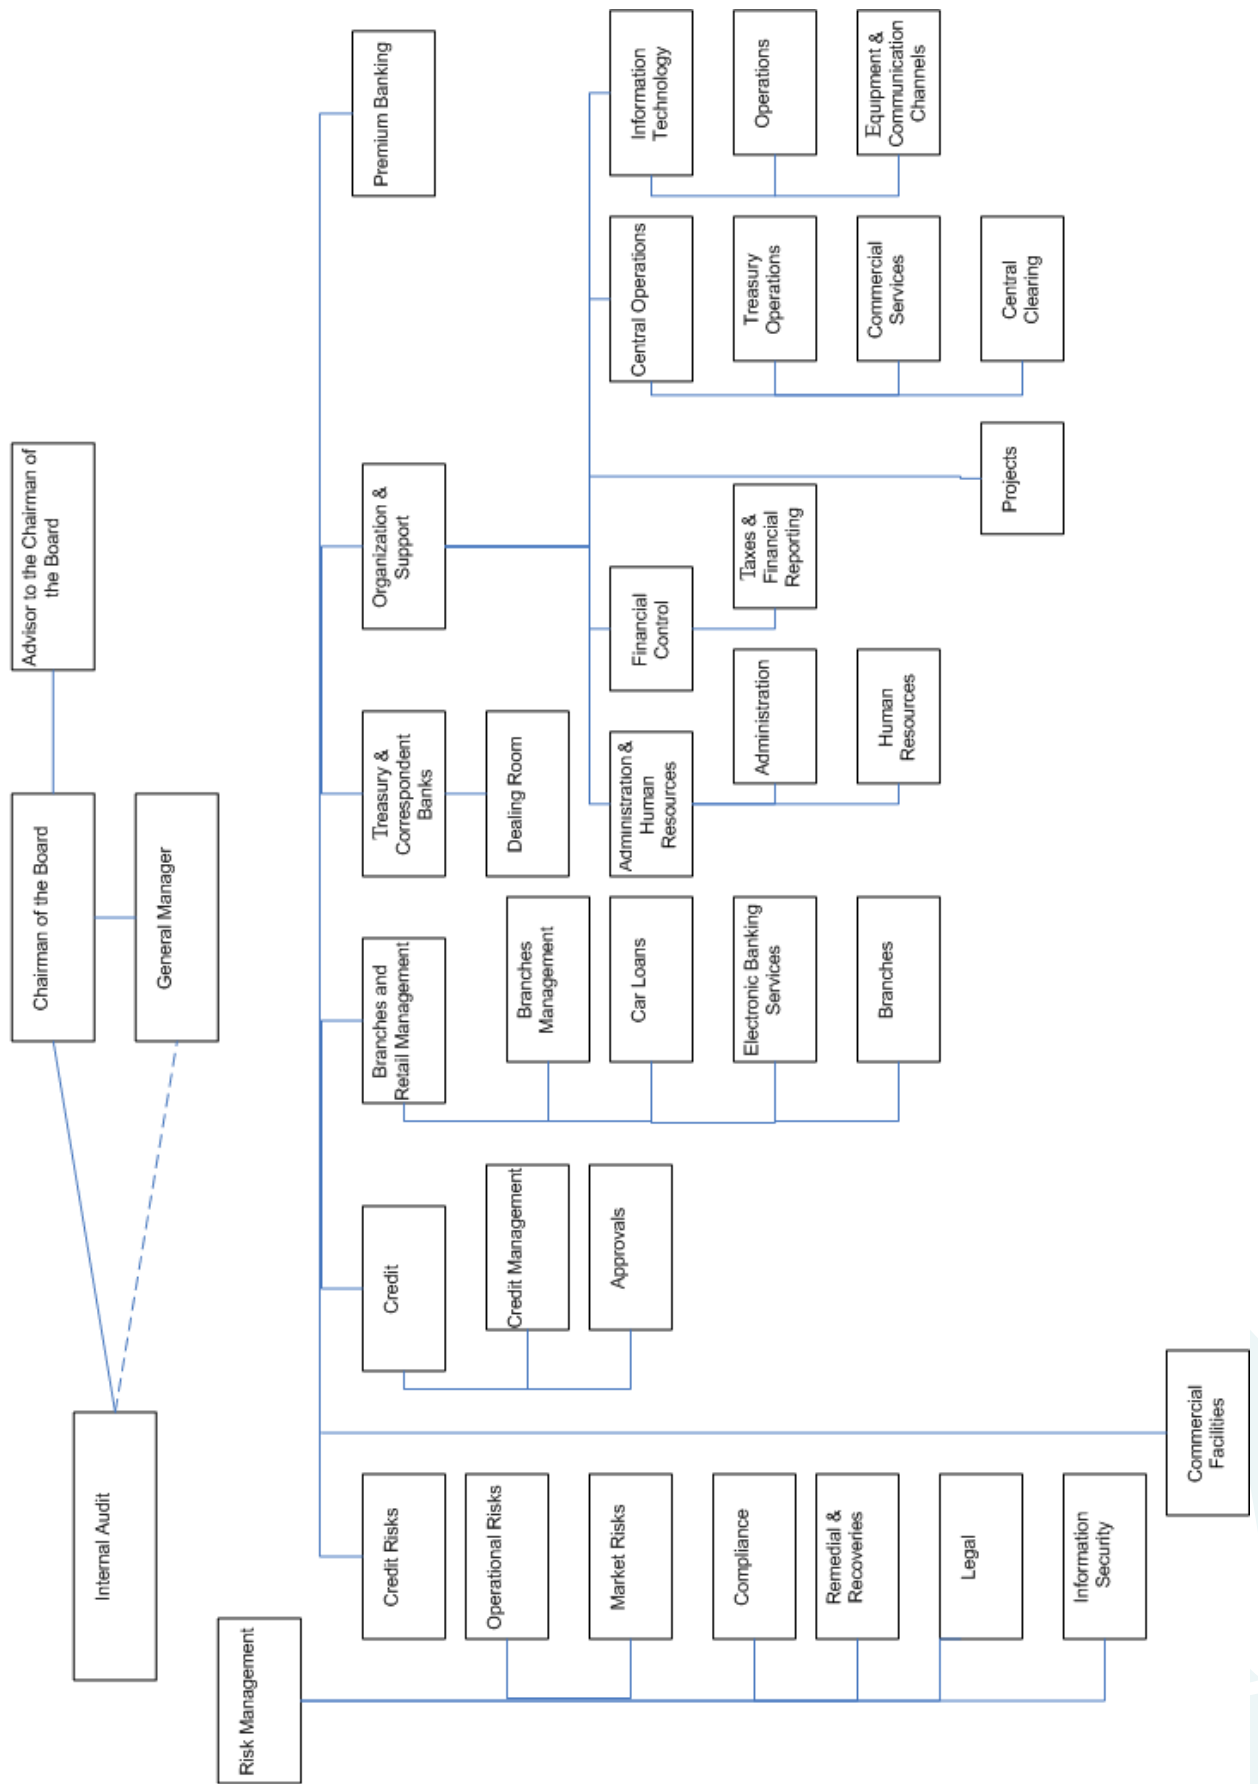 Advisor to the Chairman of
the Board
Chairman of the Board
General Manager
Internal Audit
Risk Management
Premium Banking
Organization &
Support
Treasury &
Correspondent
Banks
Branches and
Retail Management
Credit
Credit Risks
Operational Risks
Market Risks
Compliance
Remedial &
Recoveries
Legal
Information
Security
Commercial
Facilities
Credit Management
Approvals
Branches
Management
Car Loans
Electronic Banking
Services
Branches
Dealing Room
Administration &
Human
Resources
Administration
Human
Resources
Financial
Control
Taxes &
Financial
Reporting
Projects
Central Operations
Treasury
Operations
Commercial
Services
Central
Clearing
Information
Technology
Operations
Equipment &
Communication
Channels